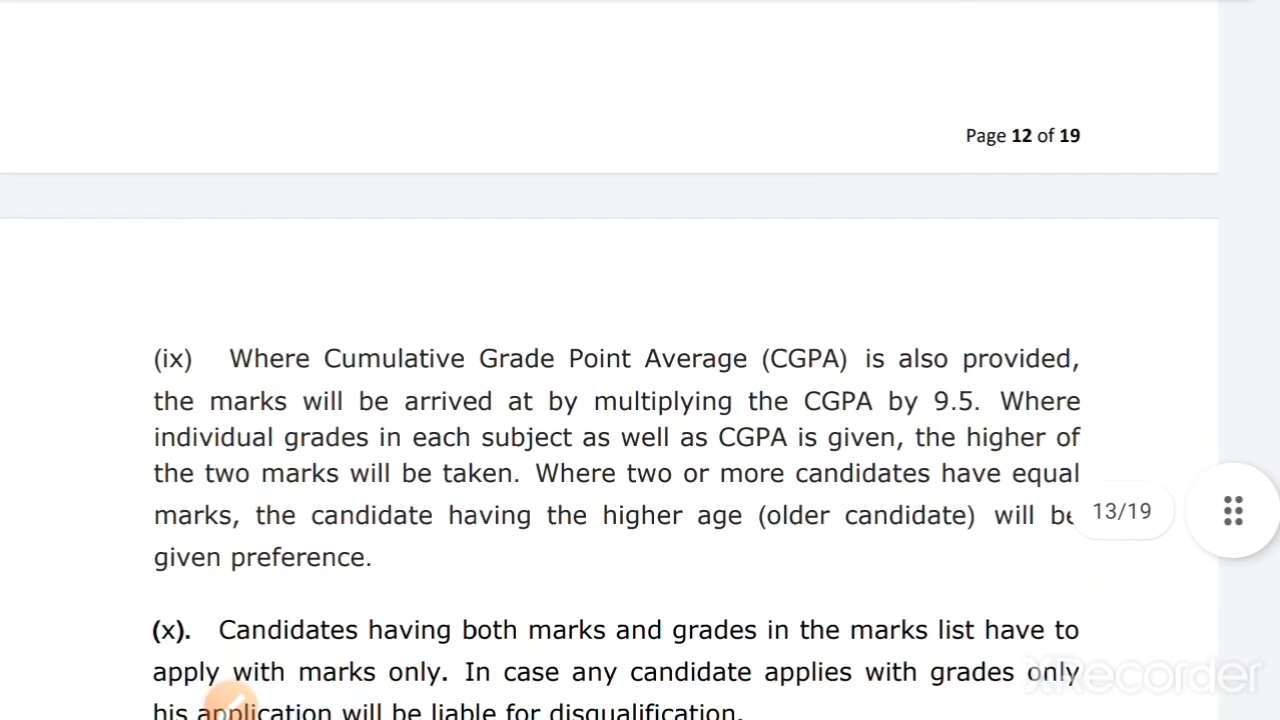 Page 12 of 19
(ix) Where Cumulative Grade Point Average (CGPA) is also provided,
the marks will be arrived at by multiplying the CGPA by 9.5. Where
individual grades in each subject as well as CGPA is given, the higher of
the two marks will be taken. Where two or more candidates have equal
marks, the candidate having the higher age (older candidate) will be
13/19
given preference.
(x). Candidates having both marks and grades in the marks list have to
apply with marks only. In case any candidate applies with grades only
XRecorder
his application will be liable for disqualification.